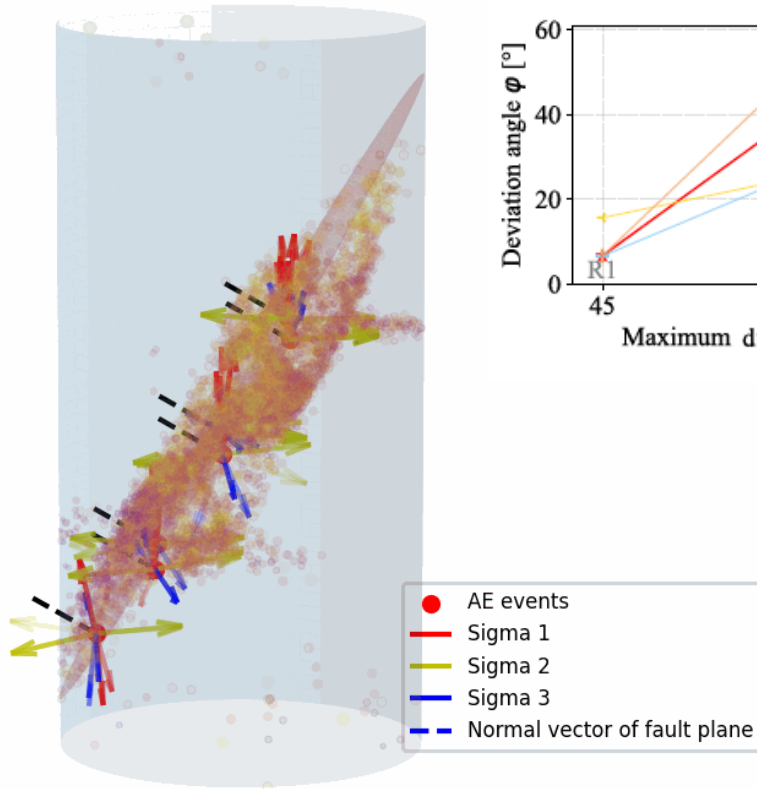 60
40
20
0
Deviation angle φ [°]
R1
45
Maximum d
AE events
Sigma 1
Sigma 2
Sigma 3
Normal vector of fault plane